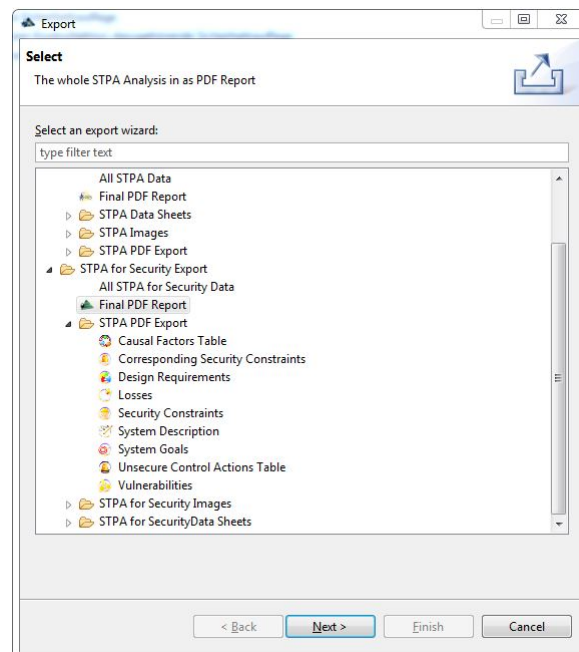 Export
Select
The whole STPA Analysis in as PDF Report
Select an export wizard:
type filter text
All STPA Data
Final PDF Report
STPA Data Sheets
STPA Images
STPA PDF Export
STPA for Security Export
All STPA for Security Data
Final PDF Report
STPA PDF Export
Causal Factors Table
Corresponding Security Constraints
Design Requirements
Losses
Security Constraints
System Description
System Goals
Unsecure Control Actions Table
Vulnerabilities
STPA for Security Images
STPA for SecurityData Sheets
< Back Next > Finish Cancel